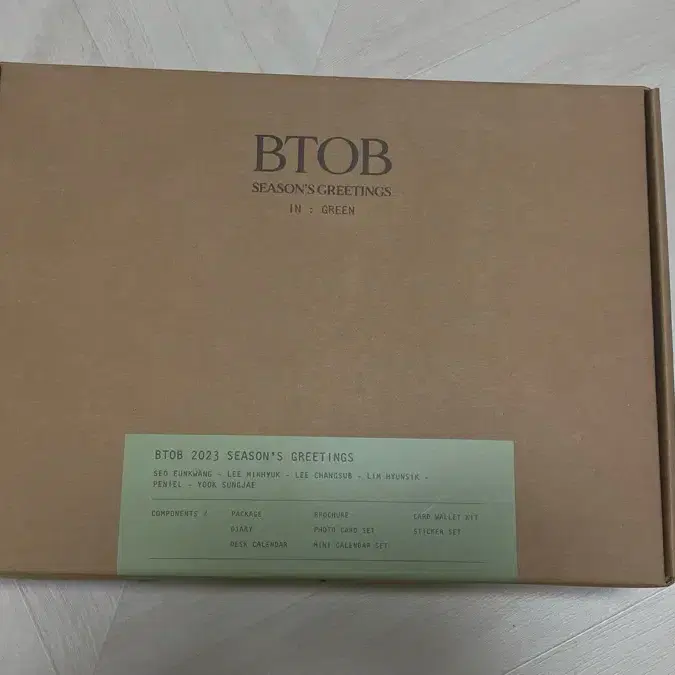 BTOB
SEASON'S GREETINGS
IN : GREEN
BTOB 2023 SEASON'S GREETINGS
SEO EUNKWANG - LEE MINHYUK - LEE CHANGSUB - LIM HYUNSIK -
PENIEL - YOOK SUNGJAE
COMPONENTS / PACKAGE BROCHURE CARD WALLET KIT
DIARY PHOTO CARD SET STICKER SET
DESK CALENDAR MINI CALENDAR SET